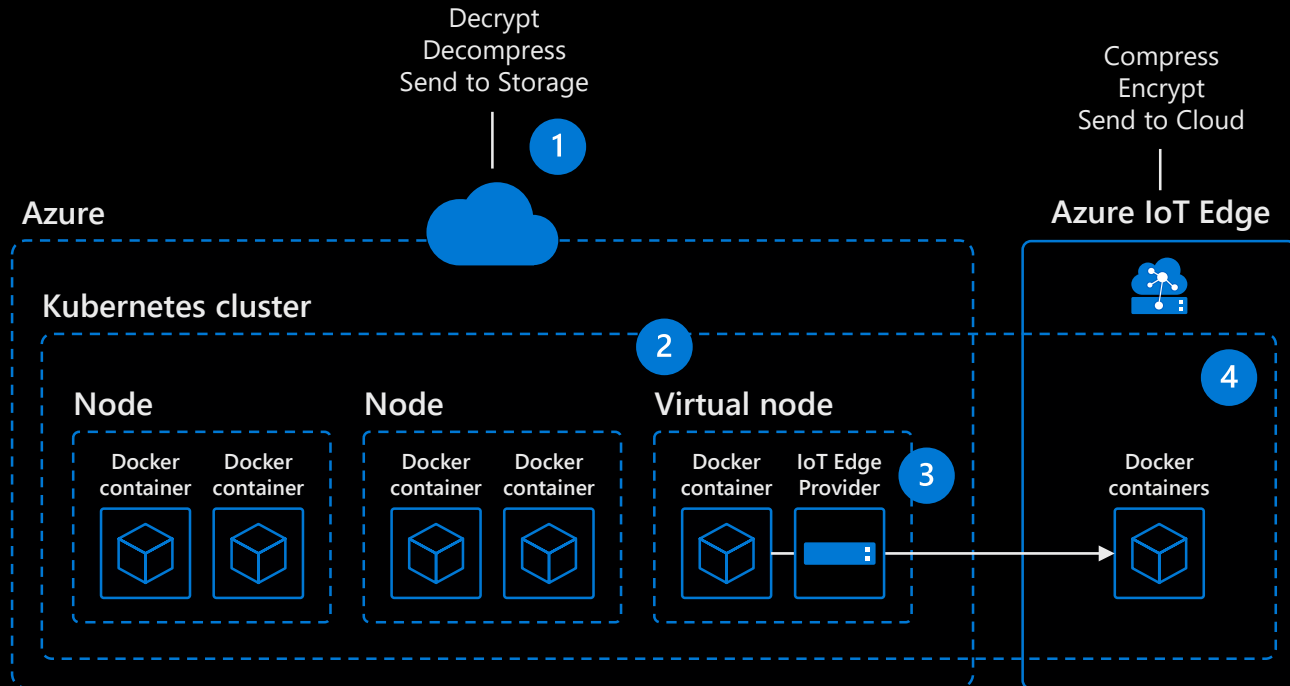 Decrypt
Decompress
Send to Storage
1
Compress
Encrypt
Send to Cloud
Azure
Azure IoT Edge
Kubernetes cluster
2
4
Node
Node
Virtual node
Docker
container
Docker
container
Docker
container
Docker
container
Docker
container
IoT Edge
Provider
3
Docker
containers